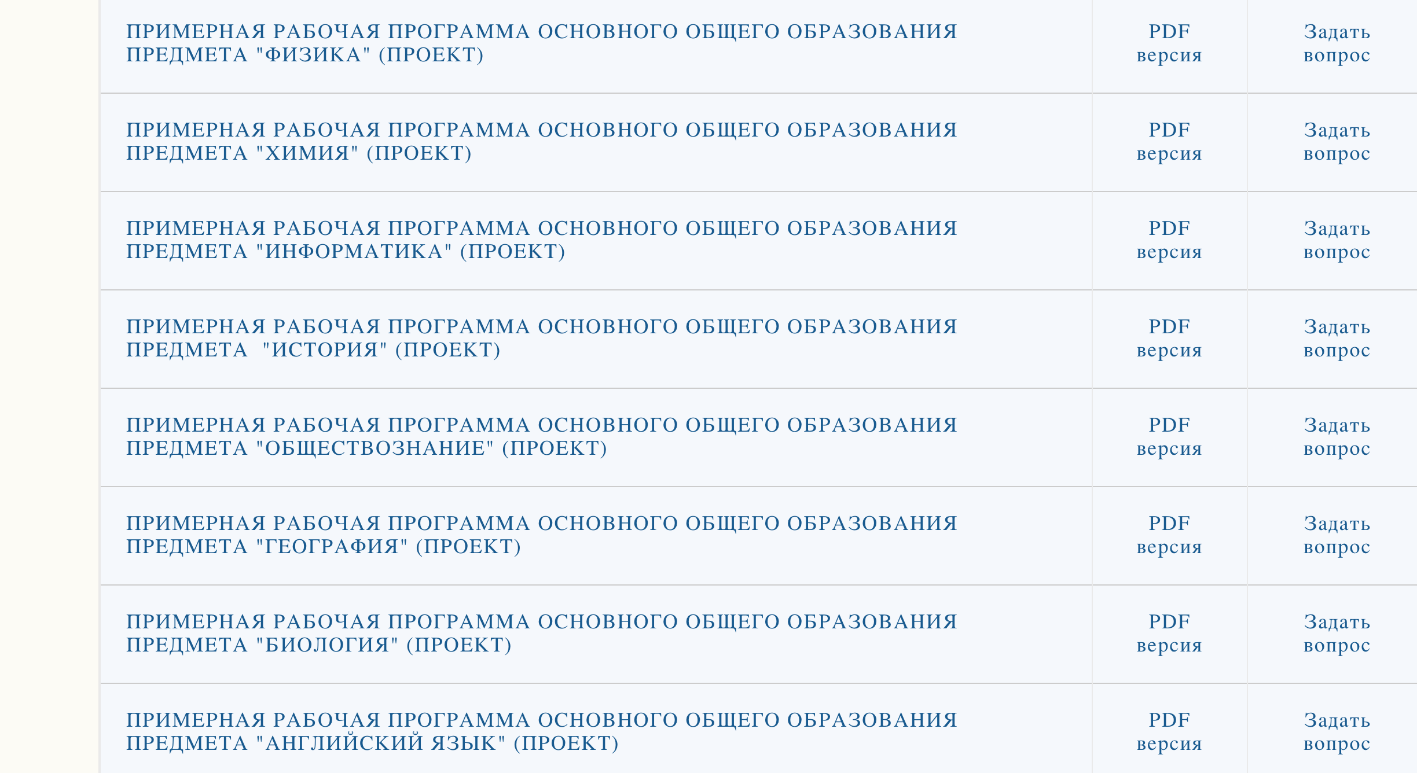 ПРИМЕРНАЯ РАБОЧАЯ ПРОГРАММА ОСНОВНОГО ОБЩЕГО ОБРАЗОВАНИЯ
ПРЕДМЕТА "ФИЗИКА" (ПРОЕКТ)
PDF
версия
Задать
вопрос
ПРИМЕРНАЯ РАБОЧАЯ ПРОГРАММА ОСНОВНОГО ОБЩЕГО ОБРАЗОВАНИЯ
ПРЕДМЕТА "ХИМИЯ" (ПРОЕКТ)
PDF
версия
Задать
вопрос
ПРИМЕРНАЯ РАБОЧАЯ ПРОГРАММА ОСНОВНОГО ОБЩЕГО ОБРАЗОВАНИЯ
ПРЕДМЕТА "ИНФОРМАТИКА" (ПРОЕКТ)
PDF
версия
Задать
вопрос
ПРИМЕРНАЯ РАБОЧАЯ ПРОГРАММА ОСНОВНОГО ОБЩЕГО ОБРАЗОВАНИЯ
ПРЕДМЕТА  "ИСТОРИЯ" (ПРОЕКТ)
PDF
версия
Задать
вопрос
ПРИМЕРНАЯ РАБОЧАЯ ПРОГРАММА ОСНОВНОГО ОБЩЕГО ОБРАЗОВАНИЯ
ПРЕДМЕТА "ОБЩЕСТВОЗНАНИЕ" (ПРОЕКТ)
PDF
версия
Задать
вопрос
ПРИМЕРНАЯ РАБОЧАЯ ПРОГРАММА ОСНОВНОГО ОБЩЕГО ОБРАЗОВАНИЯ
ПРЕДМЕТА "ГЕОГРАФИЯ" (ПРОЕКТ)
PDF
версия
Задать
вопрос
ПРИМЕРНАЯ РАБОЧАЯ ПРОГРАММА ОСНОВНОГО ОБЩЕГО ОБРАЗОВАНИЯ
ПРЕДМЕТА "БИОЛОГИЯ" (ПРОЕКТ)
PDF
версия
Задать
вопрос
ПРИМЕРНАЯ РАБОЧАЯ ПРОГРАММА ОСНОВНОГО ОБЩЕГО ОБРАЗОВАНИЯ
ПРЕДМЕТА "АНГЛИЙСКИЙ ЯЗЫК" (ПРОЕКТ)
PDF
версия
Задать
вопрос